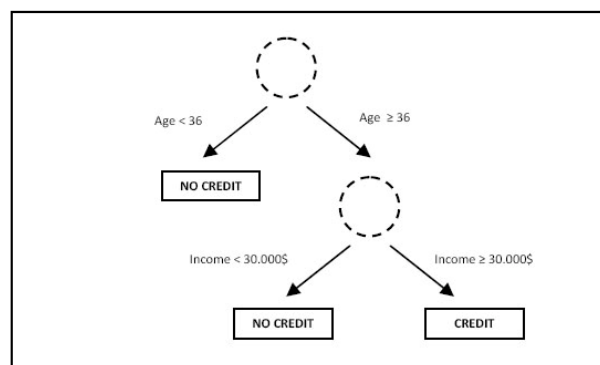 Age < 36
Age ≥ 36
NO CREDIT
Income < 30.000$
Income ≥ 30.000$
NO CREDIT
CREDIT